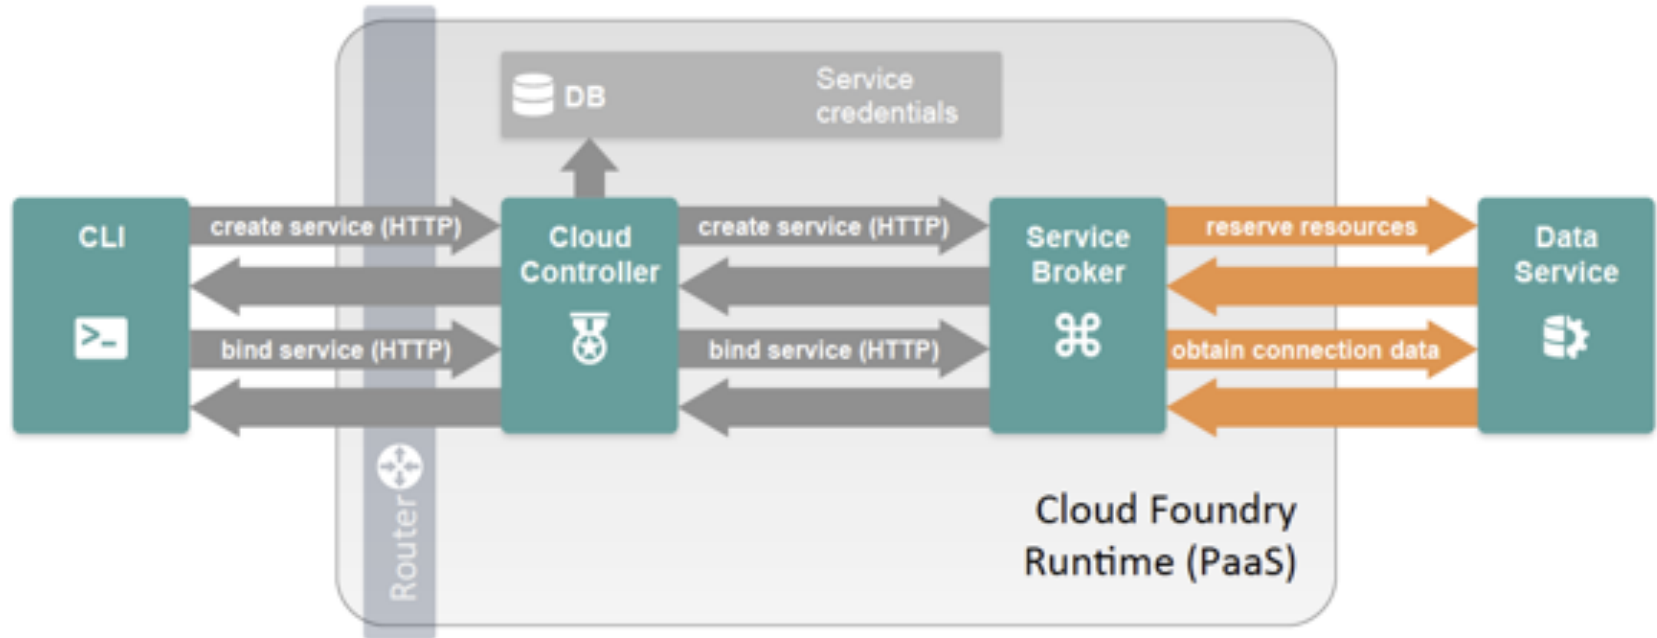 DB
Service
credentials
CLI
create service (HTTP)
Cloud
Controller
create service (HTTP)
Service
Broker
reserve resources
Data
Service
>_
bind service (HTTP)
bind service (HTTP)
obtain connection data
Router
Cloud Foundry
Runtime (PaaS)